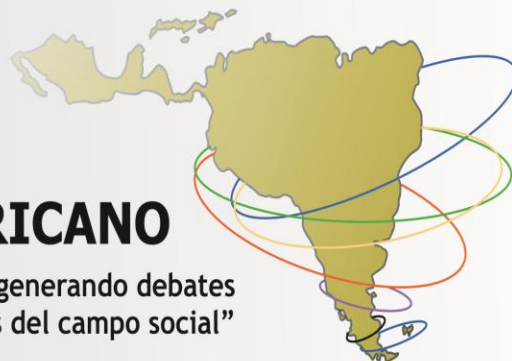 RICANO
generando debates
s del campo social”